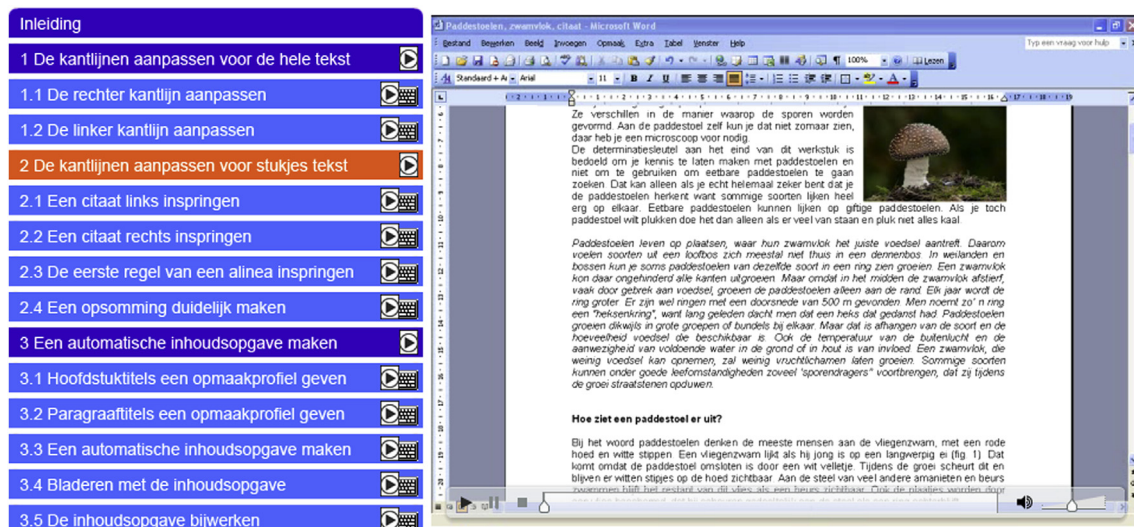 Inleiding
1 De kantlijnen aanpassen voor de hele tekst
1.1 De rechter kantlijn aanpassen
1.2 De linker kantlijn aanpassen
2 De kantlijnen aanpassen voor stukjes tekst
2.1 Een citaat links inspringen
2.2 Een citaat rechts inspringen
2.3 De eerste regel van een alinea inspringen
2.4 Een opsomming duidelijk maken
3 Een automatische inhoudsopgave maken
3.1 Hoofdstuktitels een opmaakprofiel geven
3.2 Paragraaftitels een opmaakprofiel geven
3.3 Een automatische inhoudsopgave maken
3.4 Bladeren met de inhoudsopgave
3.5 De inhoudsopgave bijwerken
Paddestoelen, zwamvlok, citaat - Microsoft Word
Bestand Bewerken Beeld Invoegen Opmaak Extra Tabel Venster Help
Typ een vraag voor hulp
100%
Lezen
Standaard + Ar Arial 11 B I U
Ze verschillen in de manier waarop de sporen worden
gevormd. Aan de paddestoel zelf kun je dat niet zomaar zien,
daar heb je een microscoop voor nodig.
De determinatiesleutel aan het eind van dit werkstuk is
bedoeld om je kennis te laten maken met paddestoelen en
niet om te gebruiken om eetbare paddestoelen te gaan
zoeken. Dat kan alleen als je echt helemaal zeker bent dat je
de paddestoelen herkent want sommige soorten lijken heel
erg op elkaar. Eetbare paddestoelen kunnen lijken op giftige paddestoelen. Als je toch
paddestoel wilt plukken doe het dan alleen als er veel van staan en pluk niet alles kaal.
Paddestoelen leven op plaatsen, waar hun zwamvlok het juiste voedsel aantreft. Daarom
voelen soorten uit een loofbos zich meestal niet thuis in een dennenbos. In weilanden en
bossen kun je soms paddestoelen van dezelfde soort in een ring zien groeien. Een zwamvlok
kon daar ongehinderd alle kanten uitgroeien. Maar omdat in het midden de zwamvlok afstierf,
vaak door gebrek aan voedsel, groeien de paddestoelen alleen aan de rand. Elk jaar wordt de
ring groter. Er zijn wel ringen met een doorsnede van 500 m gevonden. Men noemt zo' n ring
een "heksenkring", want lang geleden dacht men dat een heks dat gedanst had. Paddestoelen
groeien dikwijls in grote groepen of bundels bij elkaar. Maar dat is afhangen van de soort en de
hoeveelheid voedsel die beschikbaar is. Ook de temperatuur van de buitenlucht en de
aanwezigheid van voldoende water in de grond of in hout is van invloed. Een zwamvlok, die
weinig voedsel kan opnemen, zal weinig vruchtlichamen laten groeien. Sommige soorten
kunnen onder goede leefomstandigheden zoveel 'sporendragers" voortbrengen, dat zij tijdens
de groei straatstenen opduwen.
Hoe ziet een paddestoel er uit?
Bij het woord paddestoelen denken de meeste mensen aan de vliegenzwam, met een rode
hoed en witte stippen. Een vliegenzwam lijkt als hij jong is op een langwerpig ei (fig. 1). Dat
komt omdat de paddestoel omsloten is door een wit velletje. Tijdens de groei scheurt dit en
blijven er witten stipjes op de hoed zichtbaar. Aan de steel van veel andere amanieten en beurs
zwammen blijft het restant van dit vlies als een beurs zichtbaar. Ook de plaatjes worden door